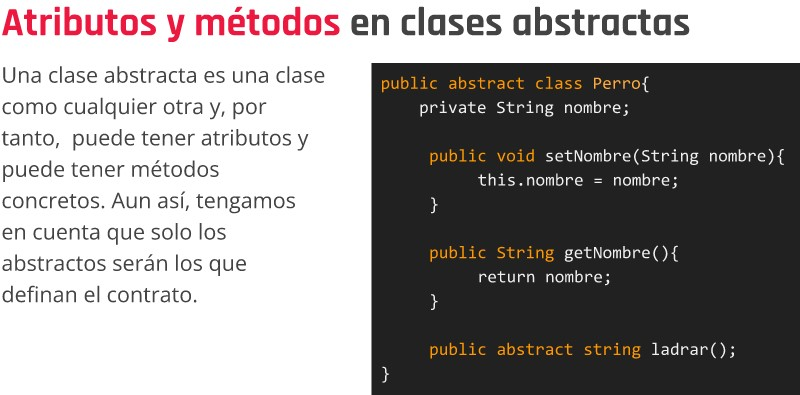 Atributos y métodos en clases abstractas
Una clase abstracta es una clase
como cualquier otra y, por
tanto,  puede tener atributos y
puede tener métodos
concretos. Aun así, tengamos
en cuenta que solo los
abstractos serán los que
definan el contrato.
public abstract class Perro{
    private String nombre;
     public void setNombre(String nombre){
          this.nombre = nombre;
     }
     public String getNombre(){
          return nombre;
     }
     public abstract string ladrar();
}